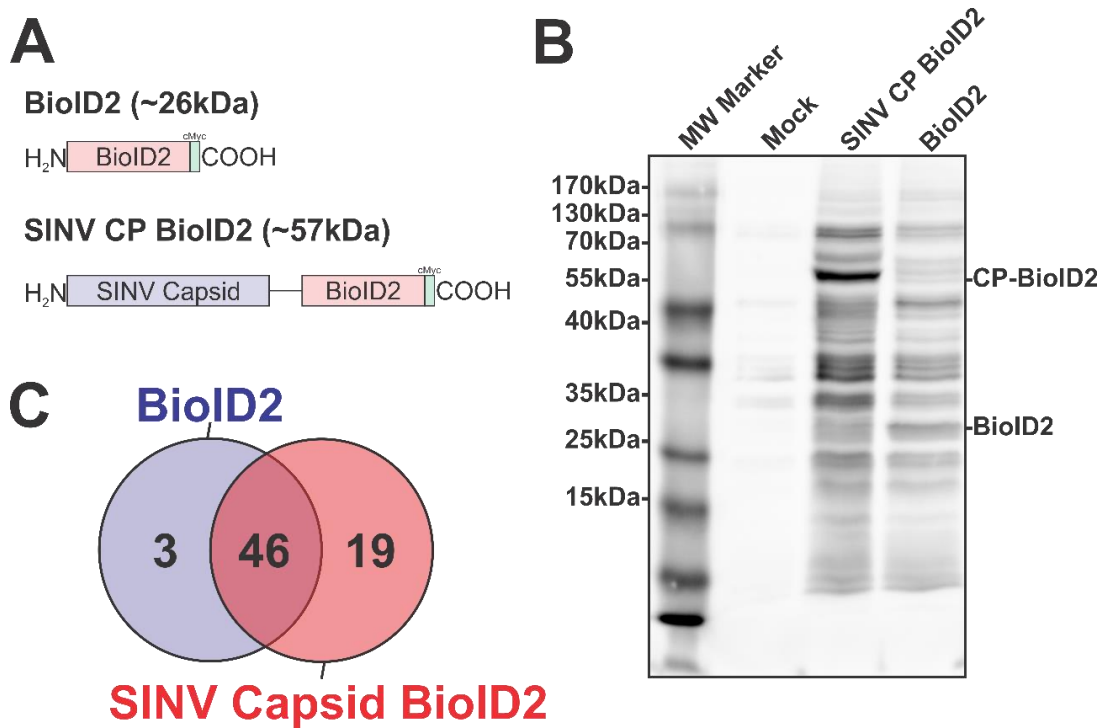 A
BioID2 (~26kDa)
cMyc
H₂N BioID2 COOH
SINV CP BioID2 (~57kDa)
cMyc
H₂N SINV Capsid BioID2 COOH
B
MW Marker
Mock
SINV CP BioID2
BioID2
170kDa
130kDa
70kDa
55kDa
40kDa
35kDa
25kDa
15kDa
-CP-BioID2
-BioID2
C
BioID2
3 46 19
SINV Capsid BioID2